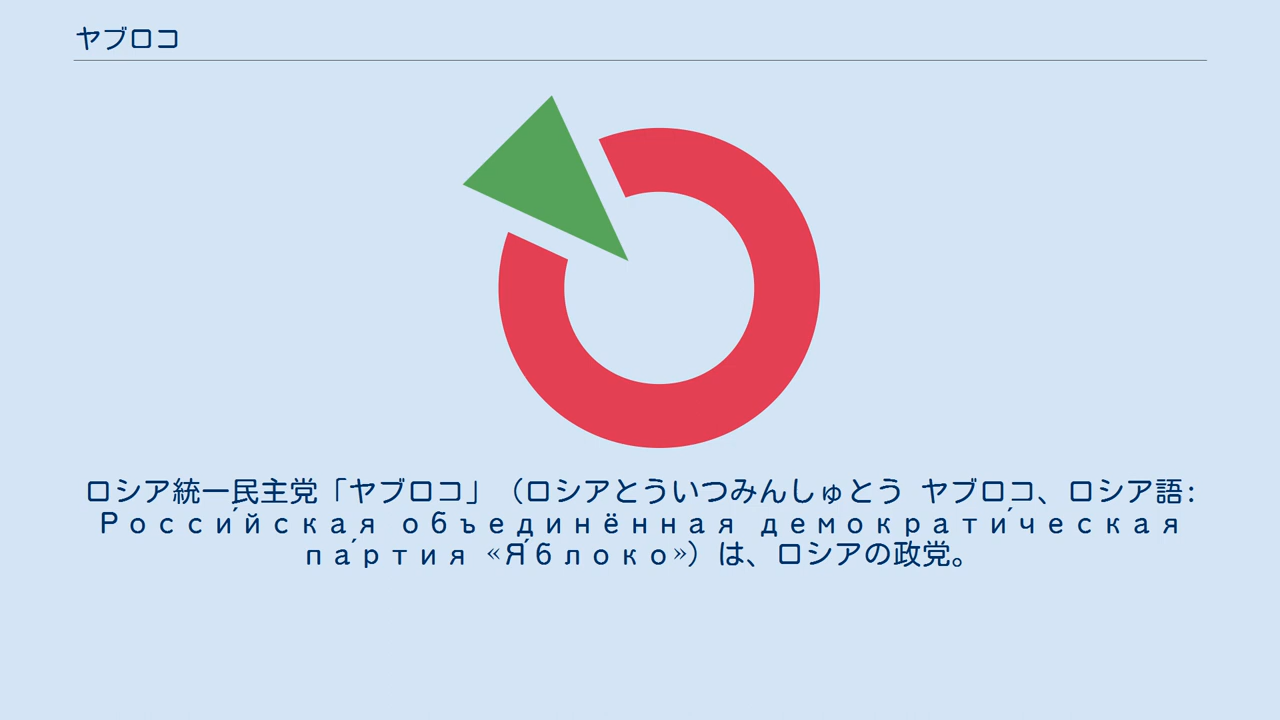 ヤブロコ
ロシア統一民主党「ヤブロコ」（ロシアとういつみんしゅとう ヤブロコ、ロシア語:
Росси́йская объединённая демократи́ческая
па́ртия «Я́блоко»）は、ロシアの政党。